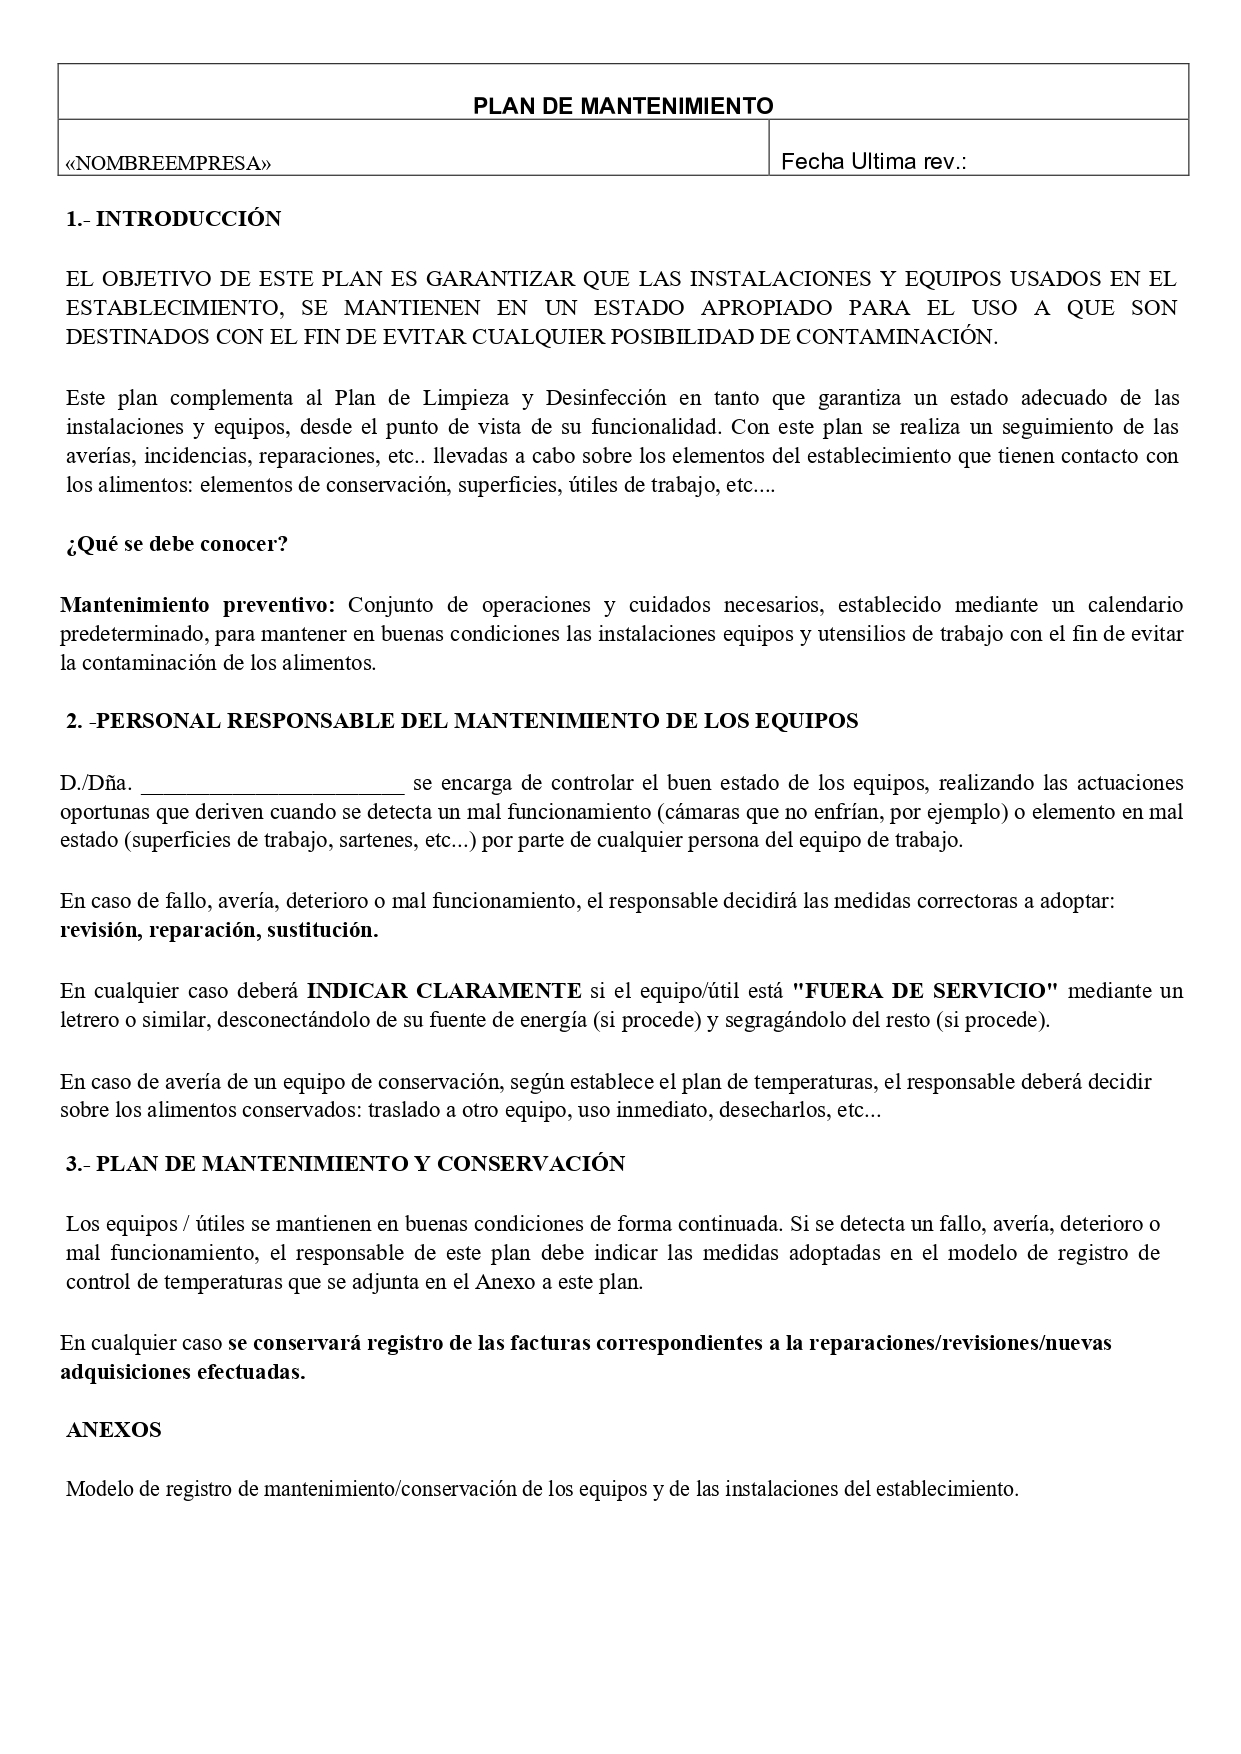 PLAN DE MANTENIMIENTO
«NOMBREEMPRESA»
Fecha Ultima rev.:
1.- INTRODUCCIÓN
EL OBJETIVO DE ESTE PLAN ES GARANTIZAR QUE LAS INSTALACIONES Y EQUIPOS USADOS EN EL
ESTABLECIMIENTO, SE MANTIENEN EN UN ESTADO APROPIADO PARA EL USO A QUE SON
DESTINADOS CON EL FIN DE EVITAR CUALQUIER POSIBILIDAD DE CONTAMINACIÓN.
Este plan complementa al Plan de Limpieza y Desinfección en tanto que garantiza un estado adecuado de las
instalaciones y equipos, desde el punto de vista de su funcionalidad. Con este plan se realiza un seguimiento de las
averías, incidencias, reparaciones, etc.. llevadas a cabo sobre los elementos del establecimiento que tienen contacto con
los alimentos: elementos de conservación, superficies, útiles de trabajo, etc....
¿Qué se debe conocer?
Mantenimiento preventivo: Conjunto de operaciones y cuidados necesarios, establecido mediante un calendario
predeterminado, para mantener en buenas condiciones las instalaciones equipos y utensilios de trabajo con el fin de evitar
la contaminación de los alimentos.
2. -PERSONAL RESPONSABLE DEL MANTENIMIENTO DE LOS EQUIPOS
D./Dña. _______________________ se encarga de controlar el buen estado de los equipos, realizando las actuaciones
oportunas que deriven cuando se detecta un mal funcionamiento (cámaras que no enfrían, por ejemplo) o elemento en mal
estado (superficies de trabajo, sartenes, etc...) por parte de cualquier persona del equipo de trabajo.
En caso de fallo, avería, deterioro o mal funcionamiento, el responsable decidirá las medidas correctoras a adoptar:
revisión, reparación, sustitución.
En cualquier caso deberá INDICAR CLARAMENTE si el equipo/útil está "FUERA DE SERVICIO" mediante un
letrero o similar, desconectándolo de su fuente de energía (si procede) y segragándolo del resto (si procede).
En caso de avería de un equipo de conservación, según establece el plan de temperaturas, el responsable deberá decidir
sobre los alimentos conservados: traslado a otro equipo, uso inmediato, desecharlos, etc...
3.- PLAN DE MANTENIMIENTO Y CONSERVACIÓN
Los equipos / útiles se mantienen en buenas condiciones de forma continuada. Si se detecta un fallo, avería, deterioro o
mal funcionamiento, el responsable de este plan debe indicar las medidas adoptadas en el modelo de registro de
control de temperaturas que se adjunta en el Anexo a este plan.
En cualquier caso se conservará registro de las facturas correspondientes a la reparaciones/revisiones/nuevas
adquisiciones efectuadas.
ANEXOS
Modelo de registro de mantenimiento/conservación de los equipos y de las instalaciones del establecimiento.